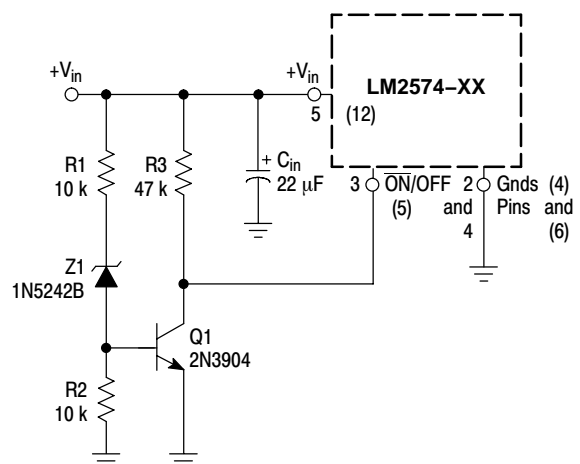 +Vin
+Vin
LM2574–XX
5
(12)
R1
10 k
R3
47 k
+ Cin
22 μF
3
ON/OFF
(5)
2
and
4
Gnds
Pins
(4)
and
(6)
Z1
1N5242B
Q1
2N3904
R2
10 k